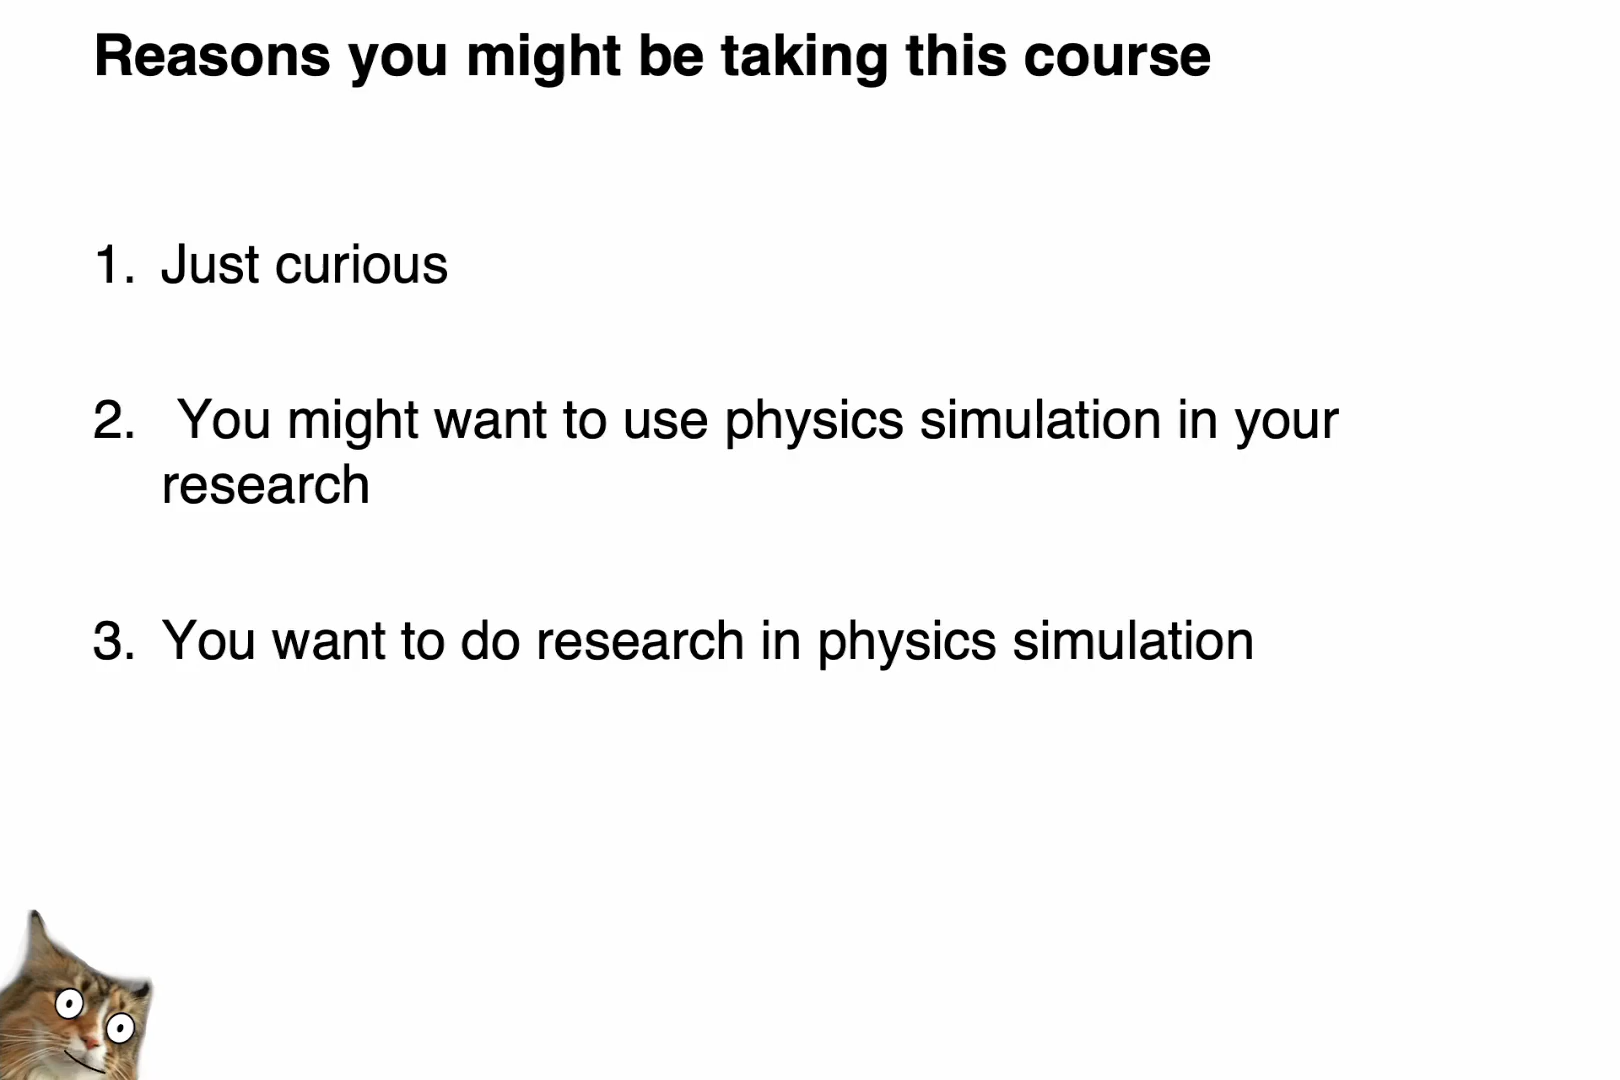 Reasons you might be taking this course
1. Just curious
2. You might want to use physics simulation in your
research
3. You want to do research in physics simulation